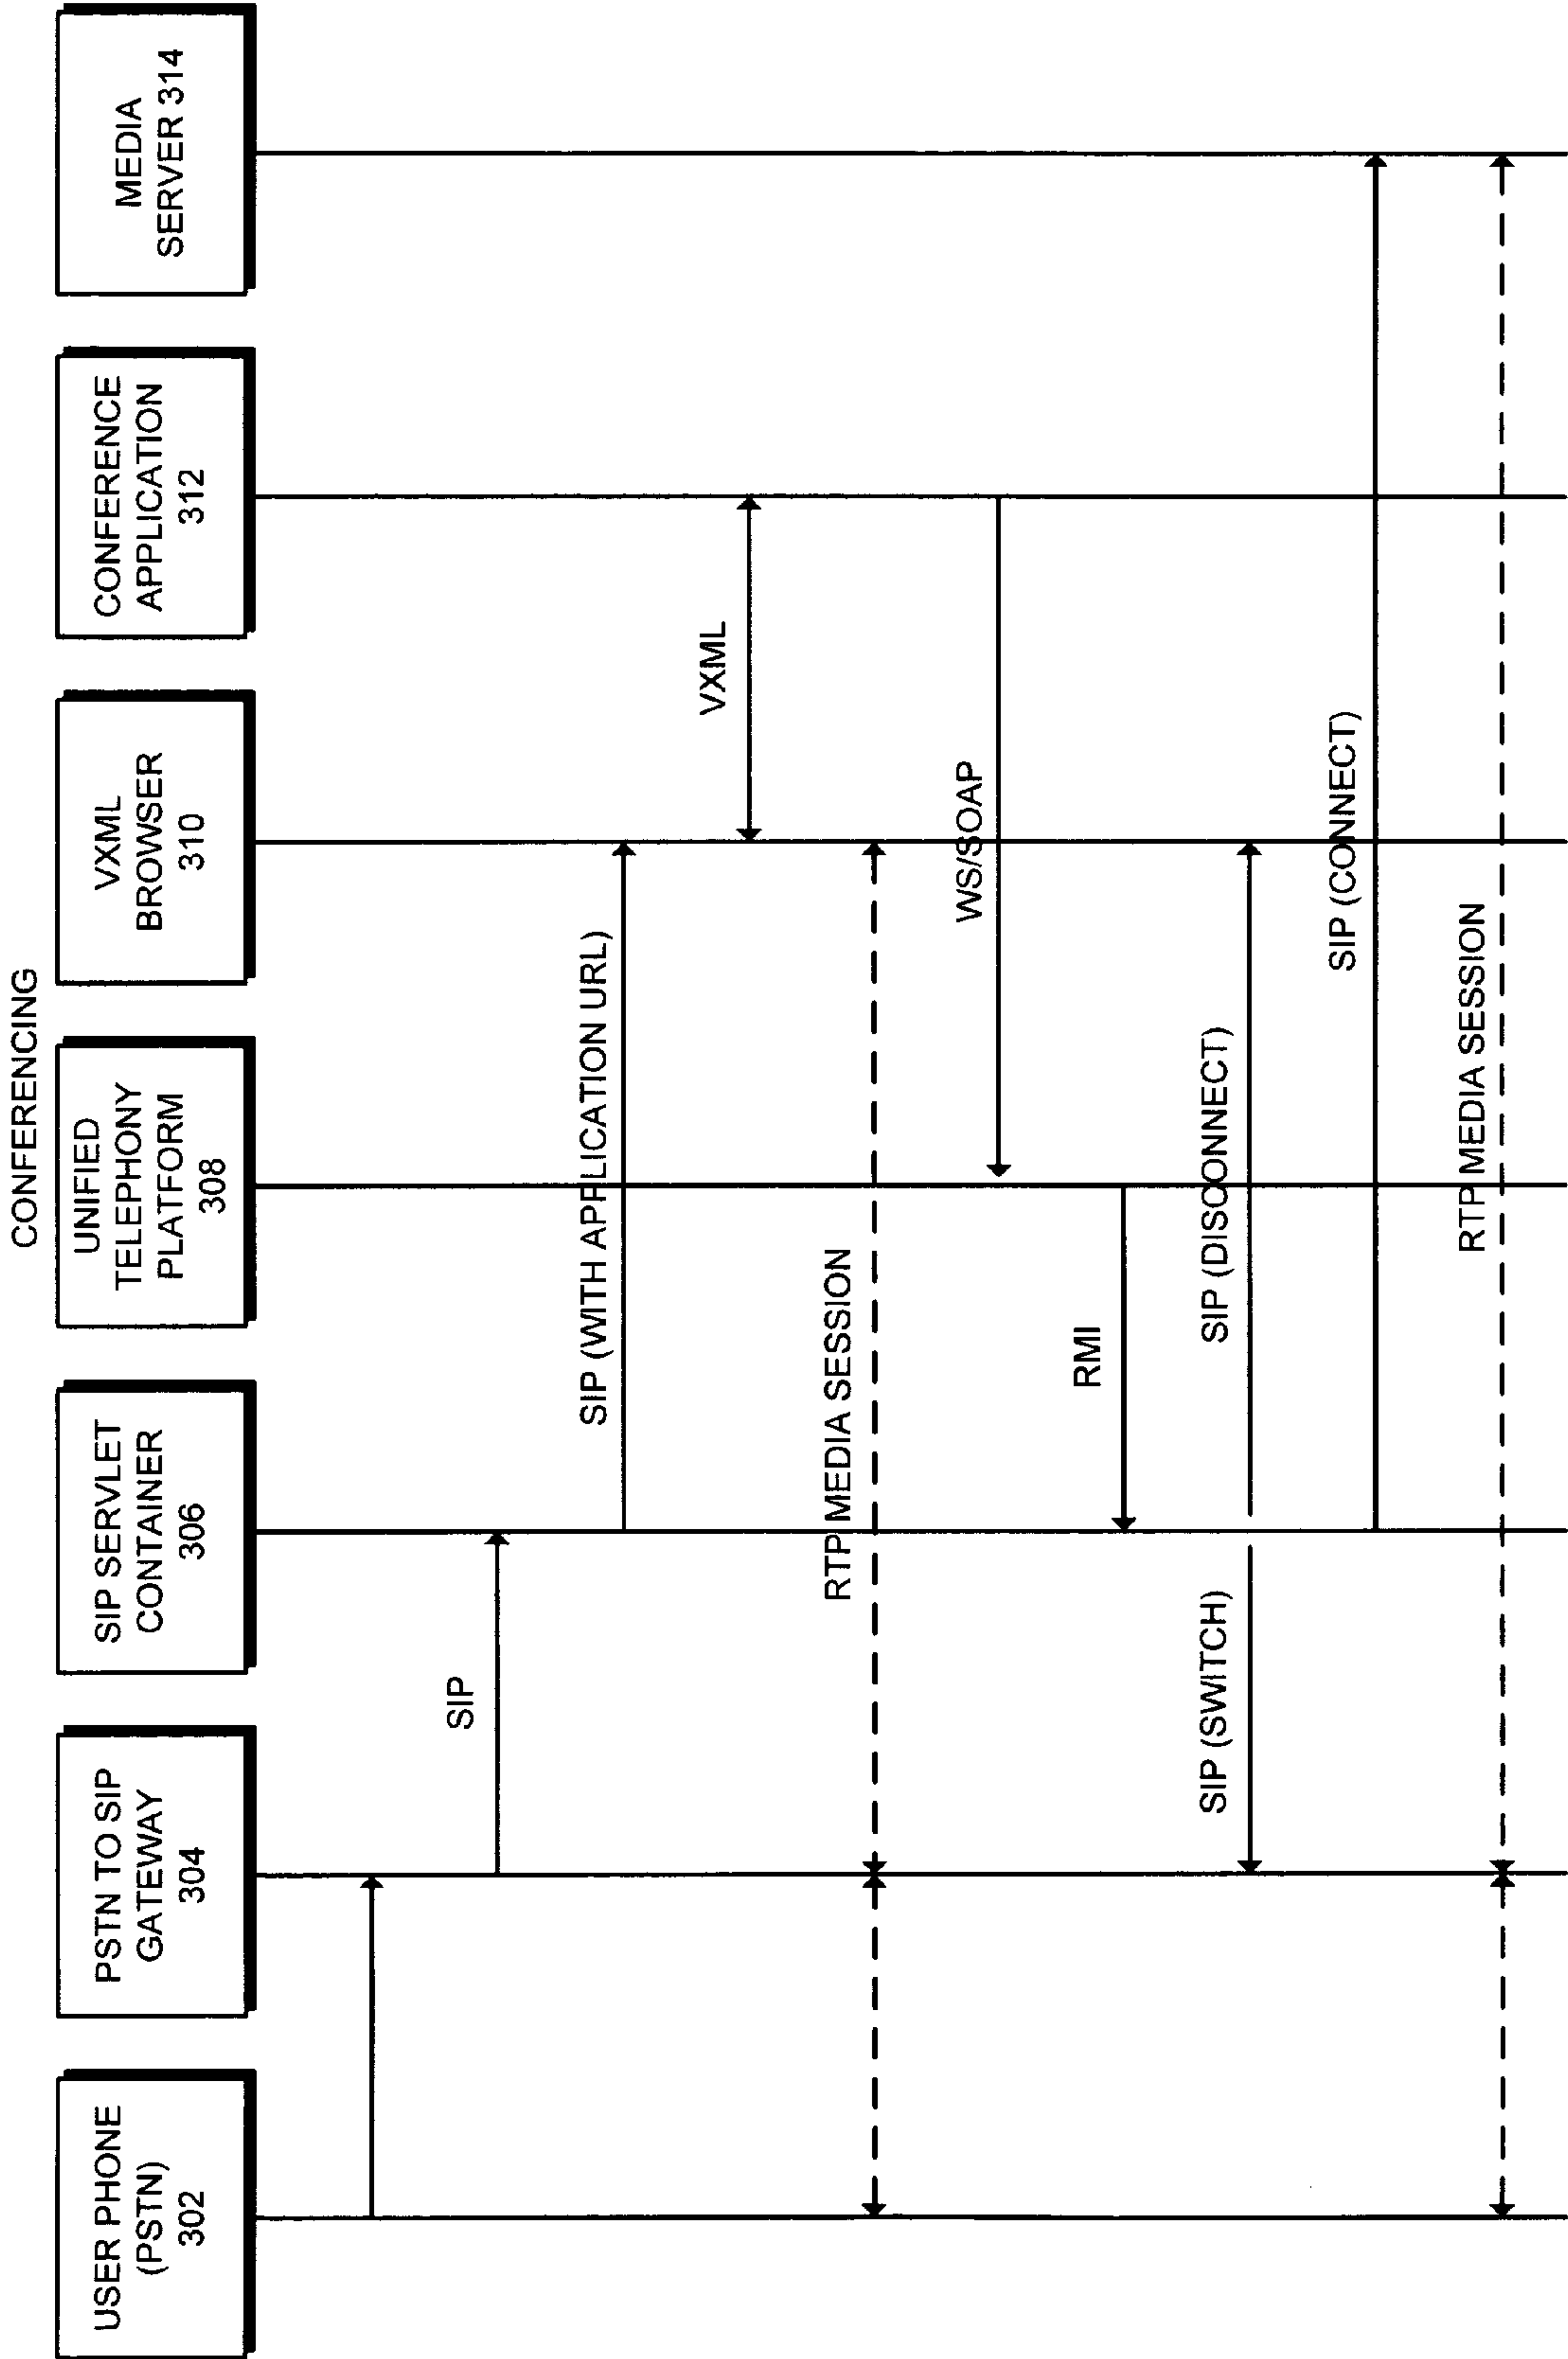 CONFERENCING
USER PHONE
(PSTN)
302
PSTN TO SIP
GATEWAY
304
SIP SERVLET
CONTAINER
306
UNIFIED
TELEPHONY
PLATFORM
308
VXML
BROWSER
310
CONFERENCE
APPLICATION
312
MEDIA
SERVER 314
SIP
SIP (WITH APPLICATION URL)
VXML
RTP MEDIA SESSION
WS/SOAP
RMI
SIP (SWITCH)
SIP (DISCONNECT)
SIP (CONNECT)
RTP MEDIA SESSION